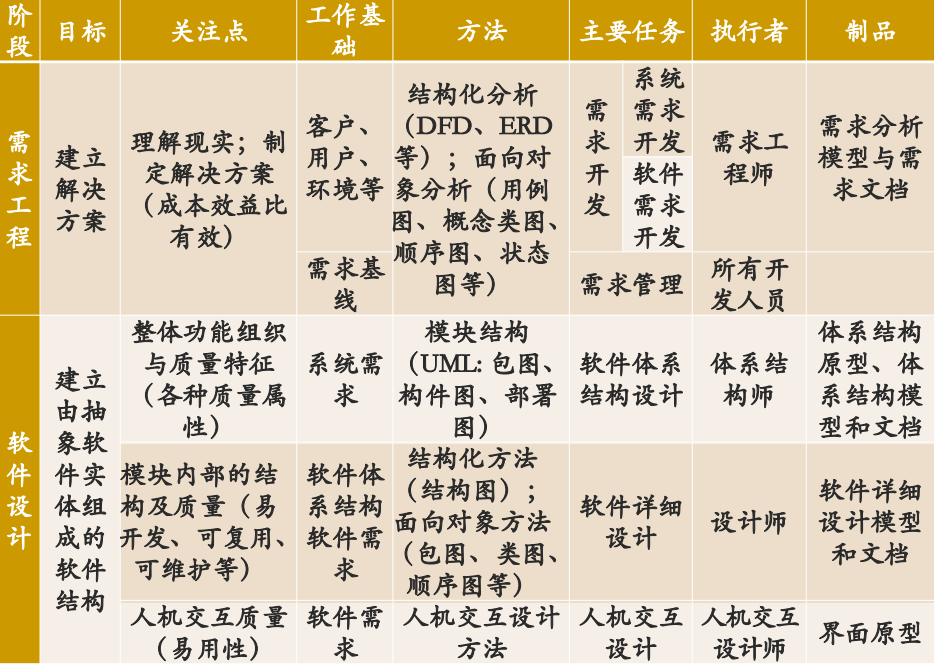 阶
段
目标
关注点
工作基
础
方法
主要任务
执行者
制品
需
求
工
程
建立
解决
方案
理解现实；制
定解决方案
（成本效益比
有效）
客户、
用户、
环境等
结构化分析
（DFD、ERD
等）；面向对
象分析（用例
图、概念类图、
顺序图、状态
图等）
需
求
开
发
系统
需求
开发
软件
需求
开发
需求工
程师
需求分析
模型与需
求文档
需求基
线
需求管理
所有开
发人员
软
件
设
计
建立
由抽
象软
件实
体组
成的
软件
结构
整体功能组织
与质量特征
（各种质量属
性）
系统需
求
模块结构
（UML: 包图、
构件图、部署
图）
软件体系
结构设计
体系结
构师
体系结构
原型、体
系结构模
型和文档
模块内部的结
构及质量（易
开发、可复用、
可维护等）
软件体
系结构
软件需
求
结构化方法
（结构图）；
面向对象方法
（包图、类图、
顺序图等）
软件详细
设计
设计师
软件详细
设计模型
和文档
人机交互质量
（易用性）
软件需
求
人机交互设计
方法
人机交互
设计
人机交互
设计师
界面原型